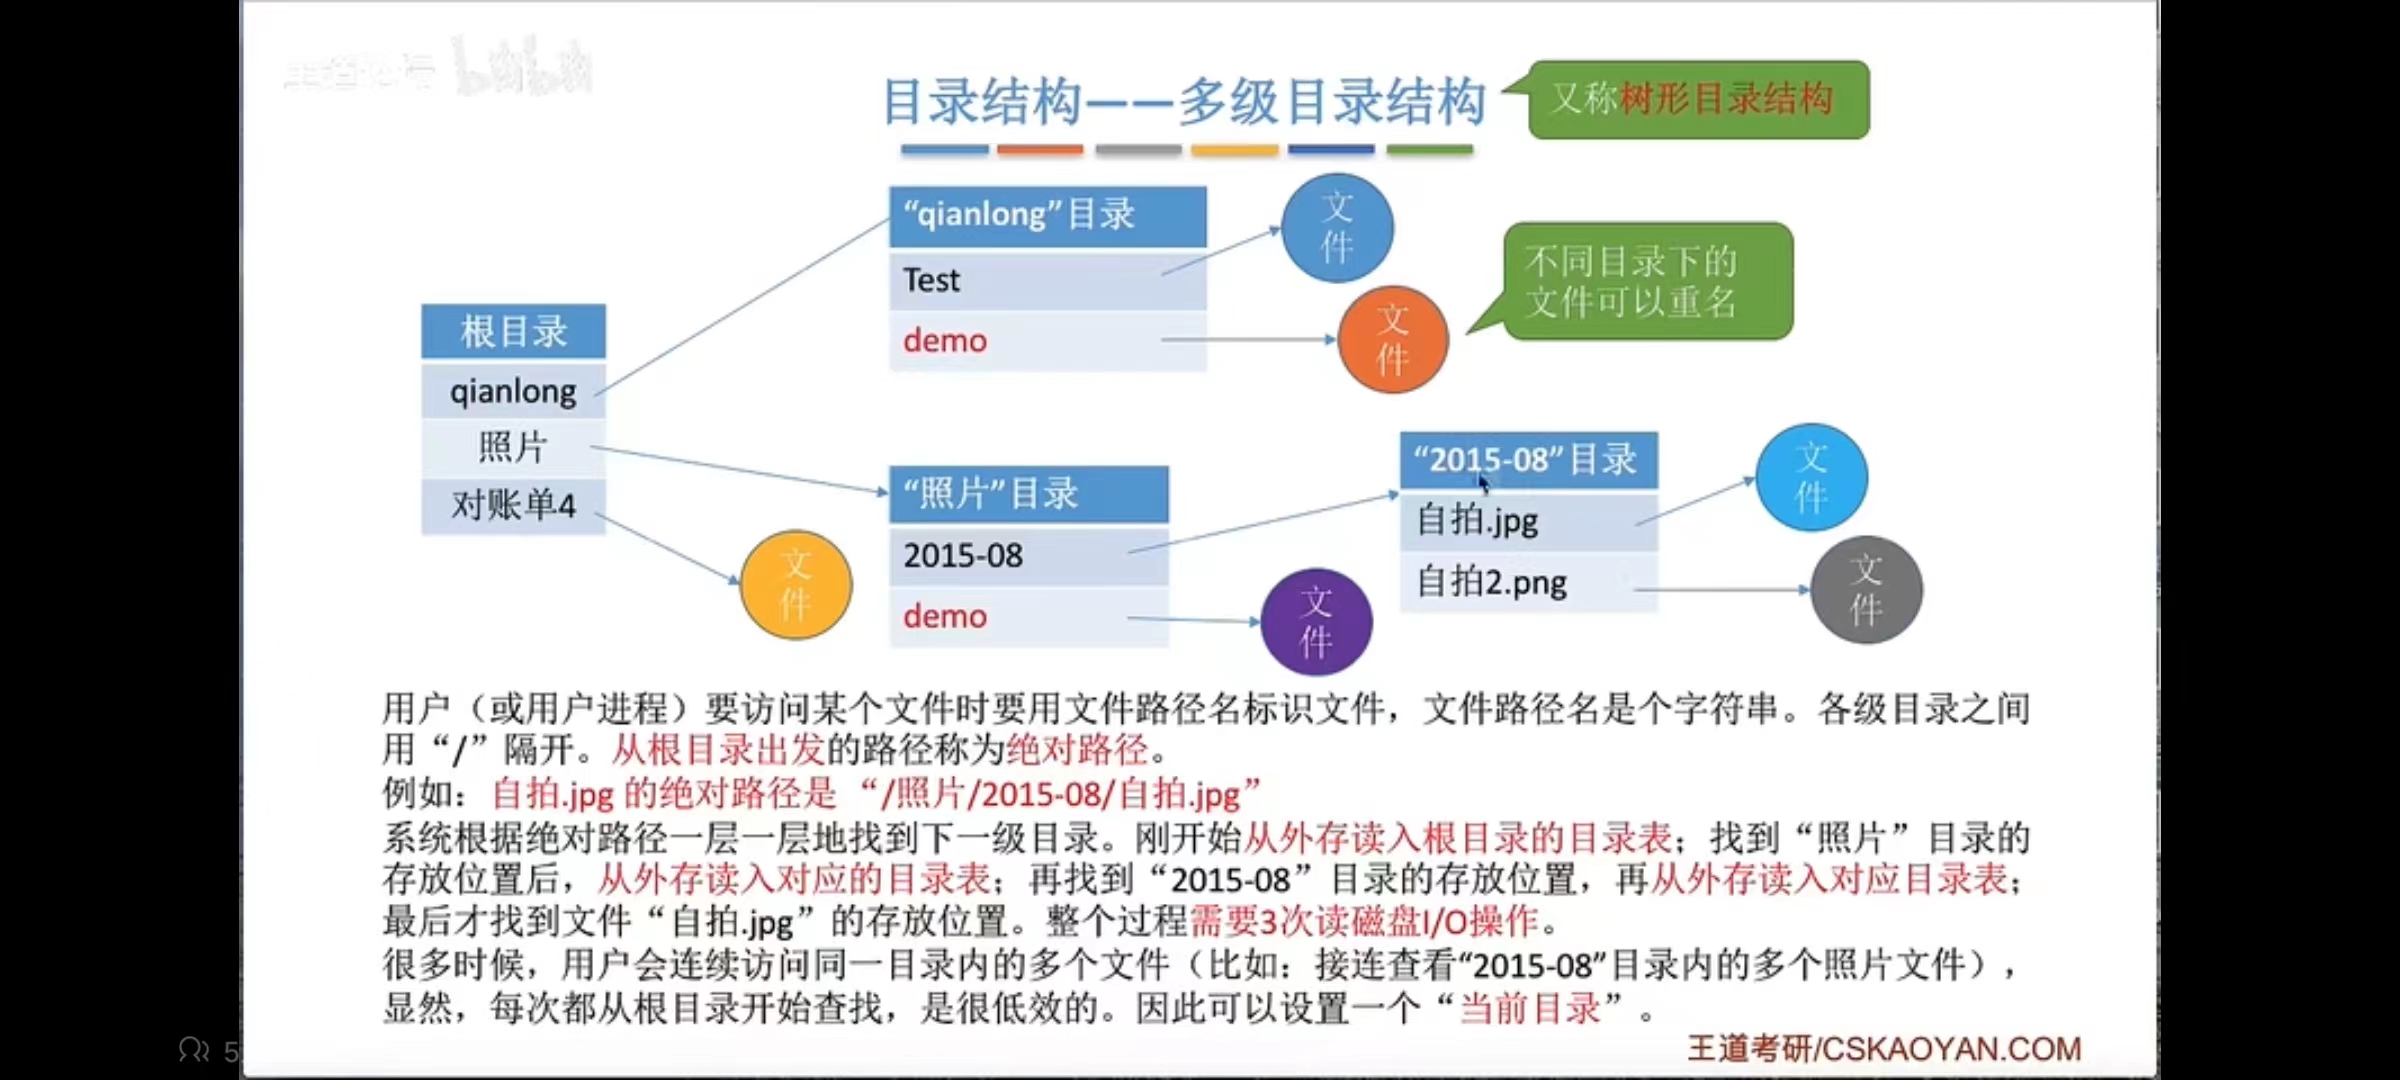 王道论坛 bilibili
目录结构——多级目录结构
又称树形目录结构
“qianlong”目录
Test
demo
文件
文件
不同目录下的
文件可以重名
根目录
qianlong
照片
对账单4
文件
“照片”目录
2015-08
demo
文件
“2015-08”目录
自拍.jpg
自拍2.png
文件
文件
用户（或用户进程）要访问某个文件时要用文件路径名标识文件，文件路径名是个字符串。各级目录之间
用“/”隔开。从根目录出发的路径称为绝对路径。
例如：自拍.jpg 的绝对路径是“/照片/2015-08/自拍.jpg”
系统根据绝对路径一层一层地找到下一级目录。刚开始从外存读入根目录的目录表；找到“照片”目录的
存放位置后，从外存读入对应的目录表；再找到“2015-08”目录的存放位置，再从外存读入对应目录表；
最后才找到文件“自拍.jpg”的存放位置。整个过程需要3次读磁盘I/O操作。
很多时候，用户会连续访问同一目录内的多个文件（比如：接连查看“2015-08”目录内的多个照片文件），
显然，每次都从根目录开始查找，是很低效的。因此可以设置一个“当前目录”。
王道考研/CSKAOYAN.COM
5